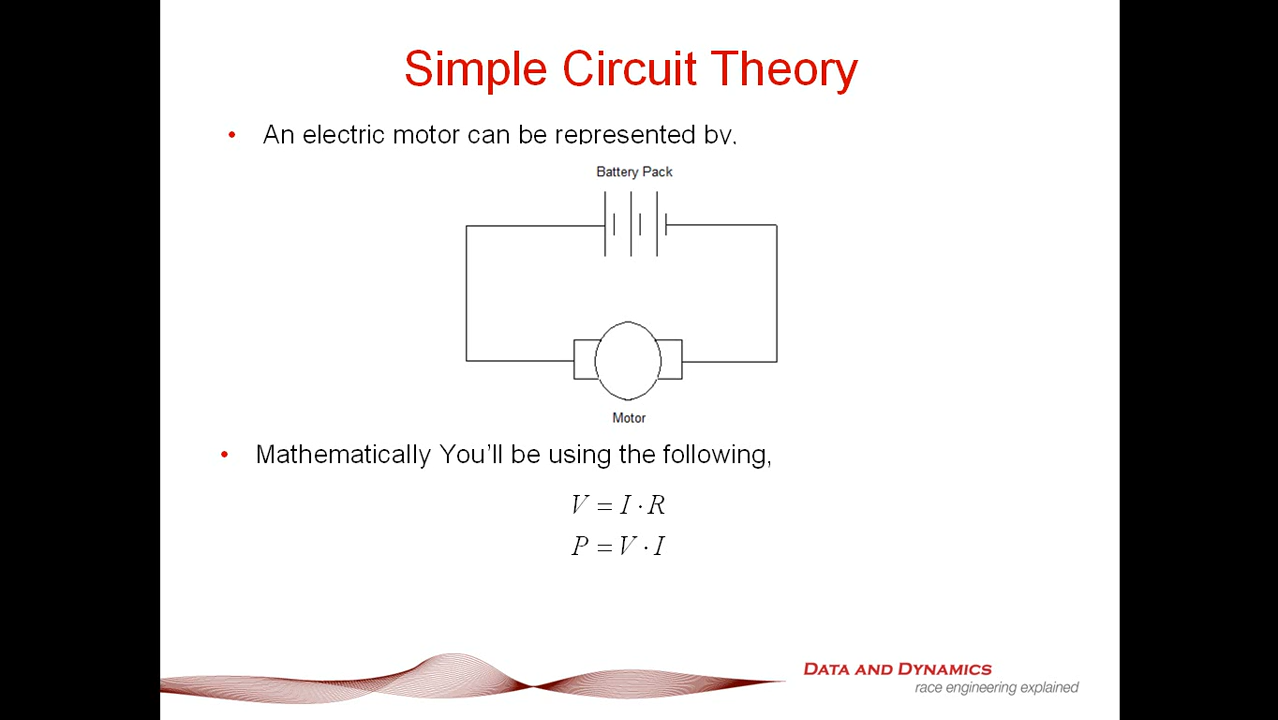 Simple Circuit Theory
• An electric motor can be represented by,
Battery Pack
Motor
• Mathematically You'll be using the following,
V = I · R
P = V · I
DATA AND DYNAMICS
race engineering explained